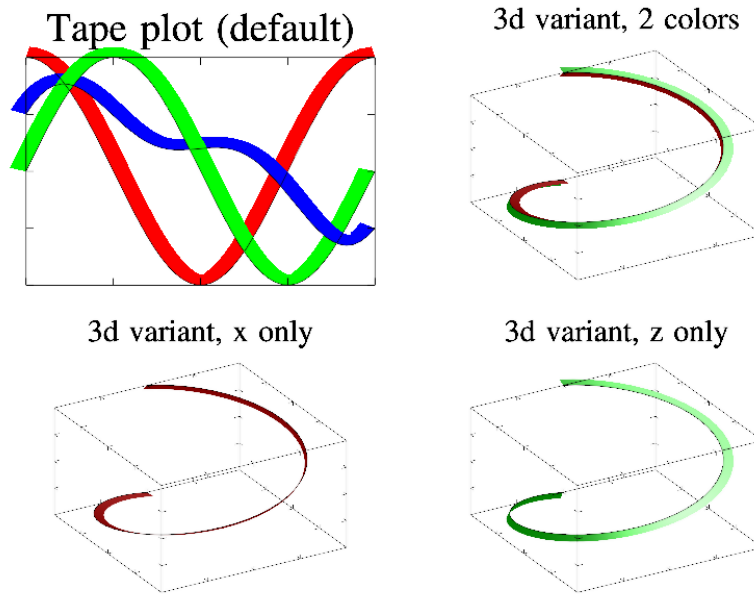 Tape plot (default)
3d variant, 2 colors
3d variant, x only
3d variant, z only